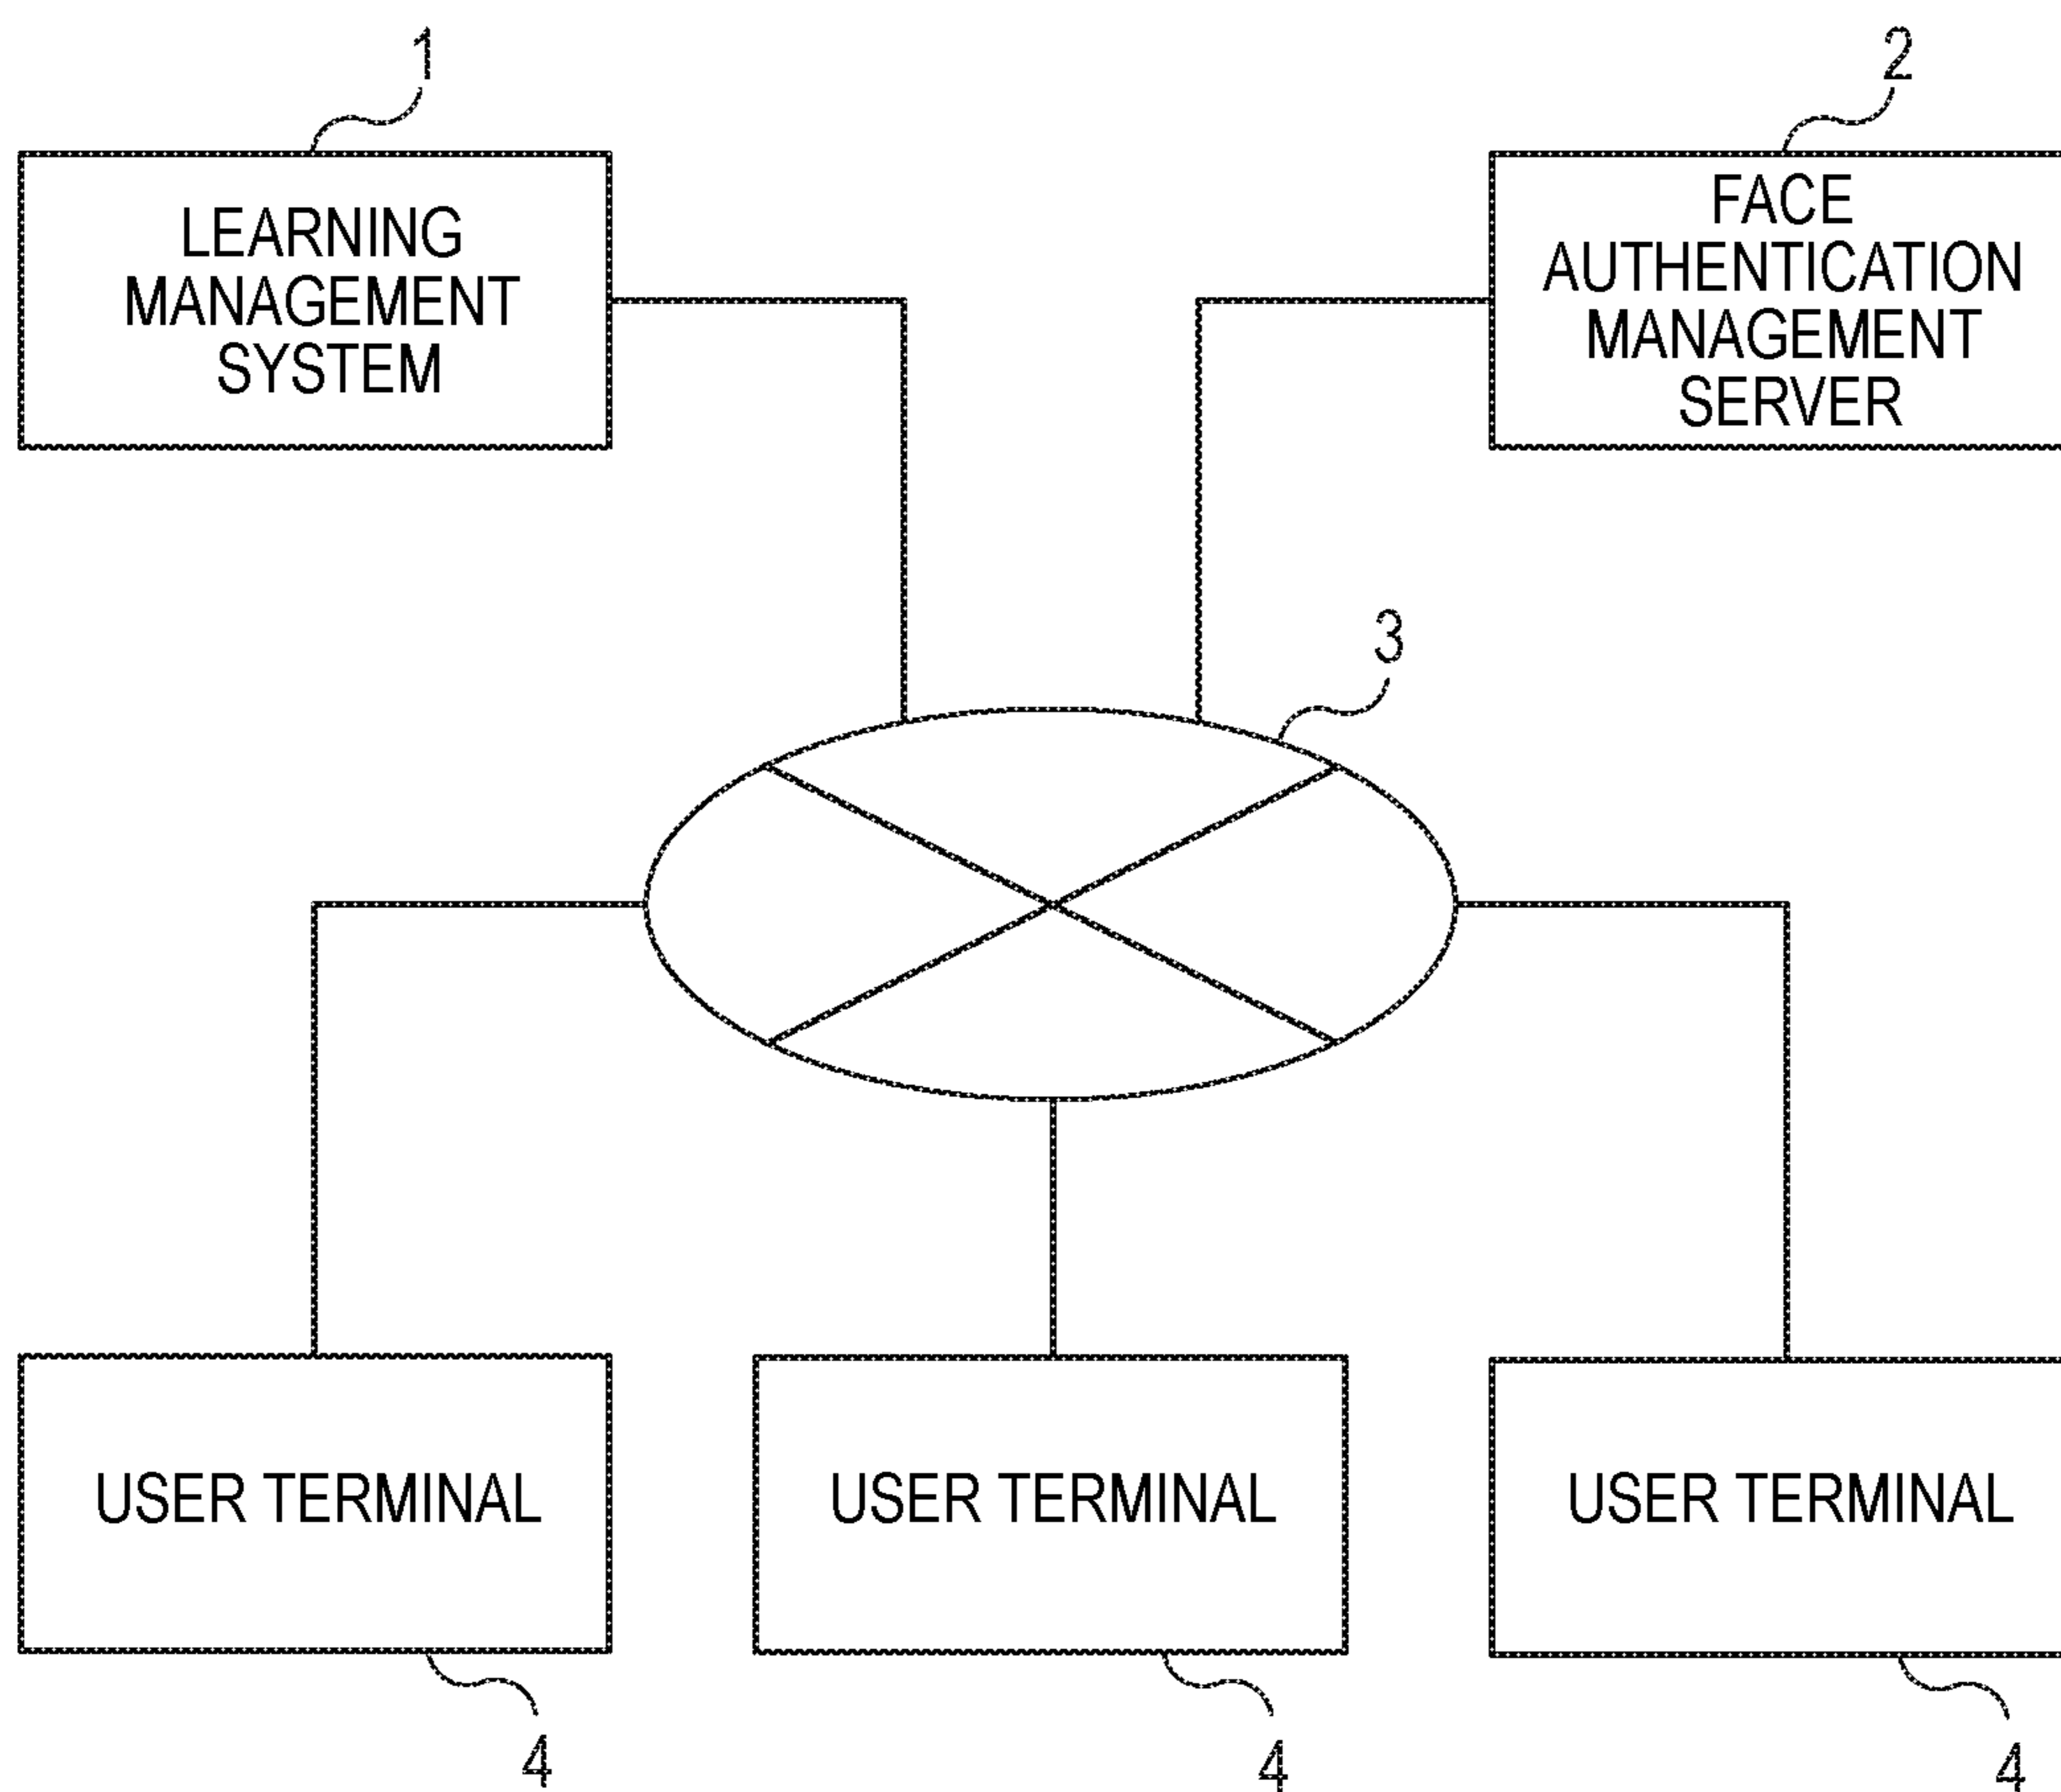 1
2
LEARNING
MANAGEMENT
SYSTEM
FACE
AUTHENTICATION
MANAGEMENT
SERVER
3
USER TERMINAL
USER TERMINAL
USER TERMINAL
4
4
4